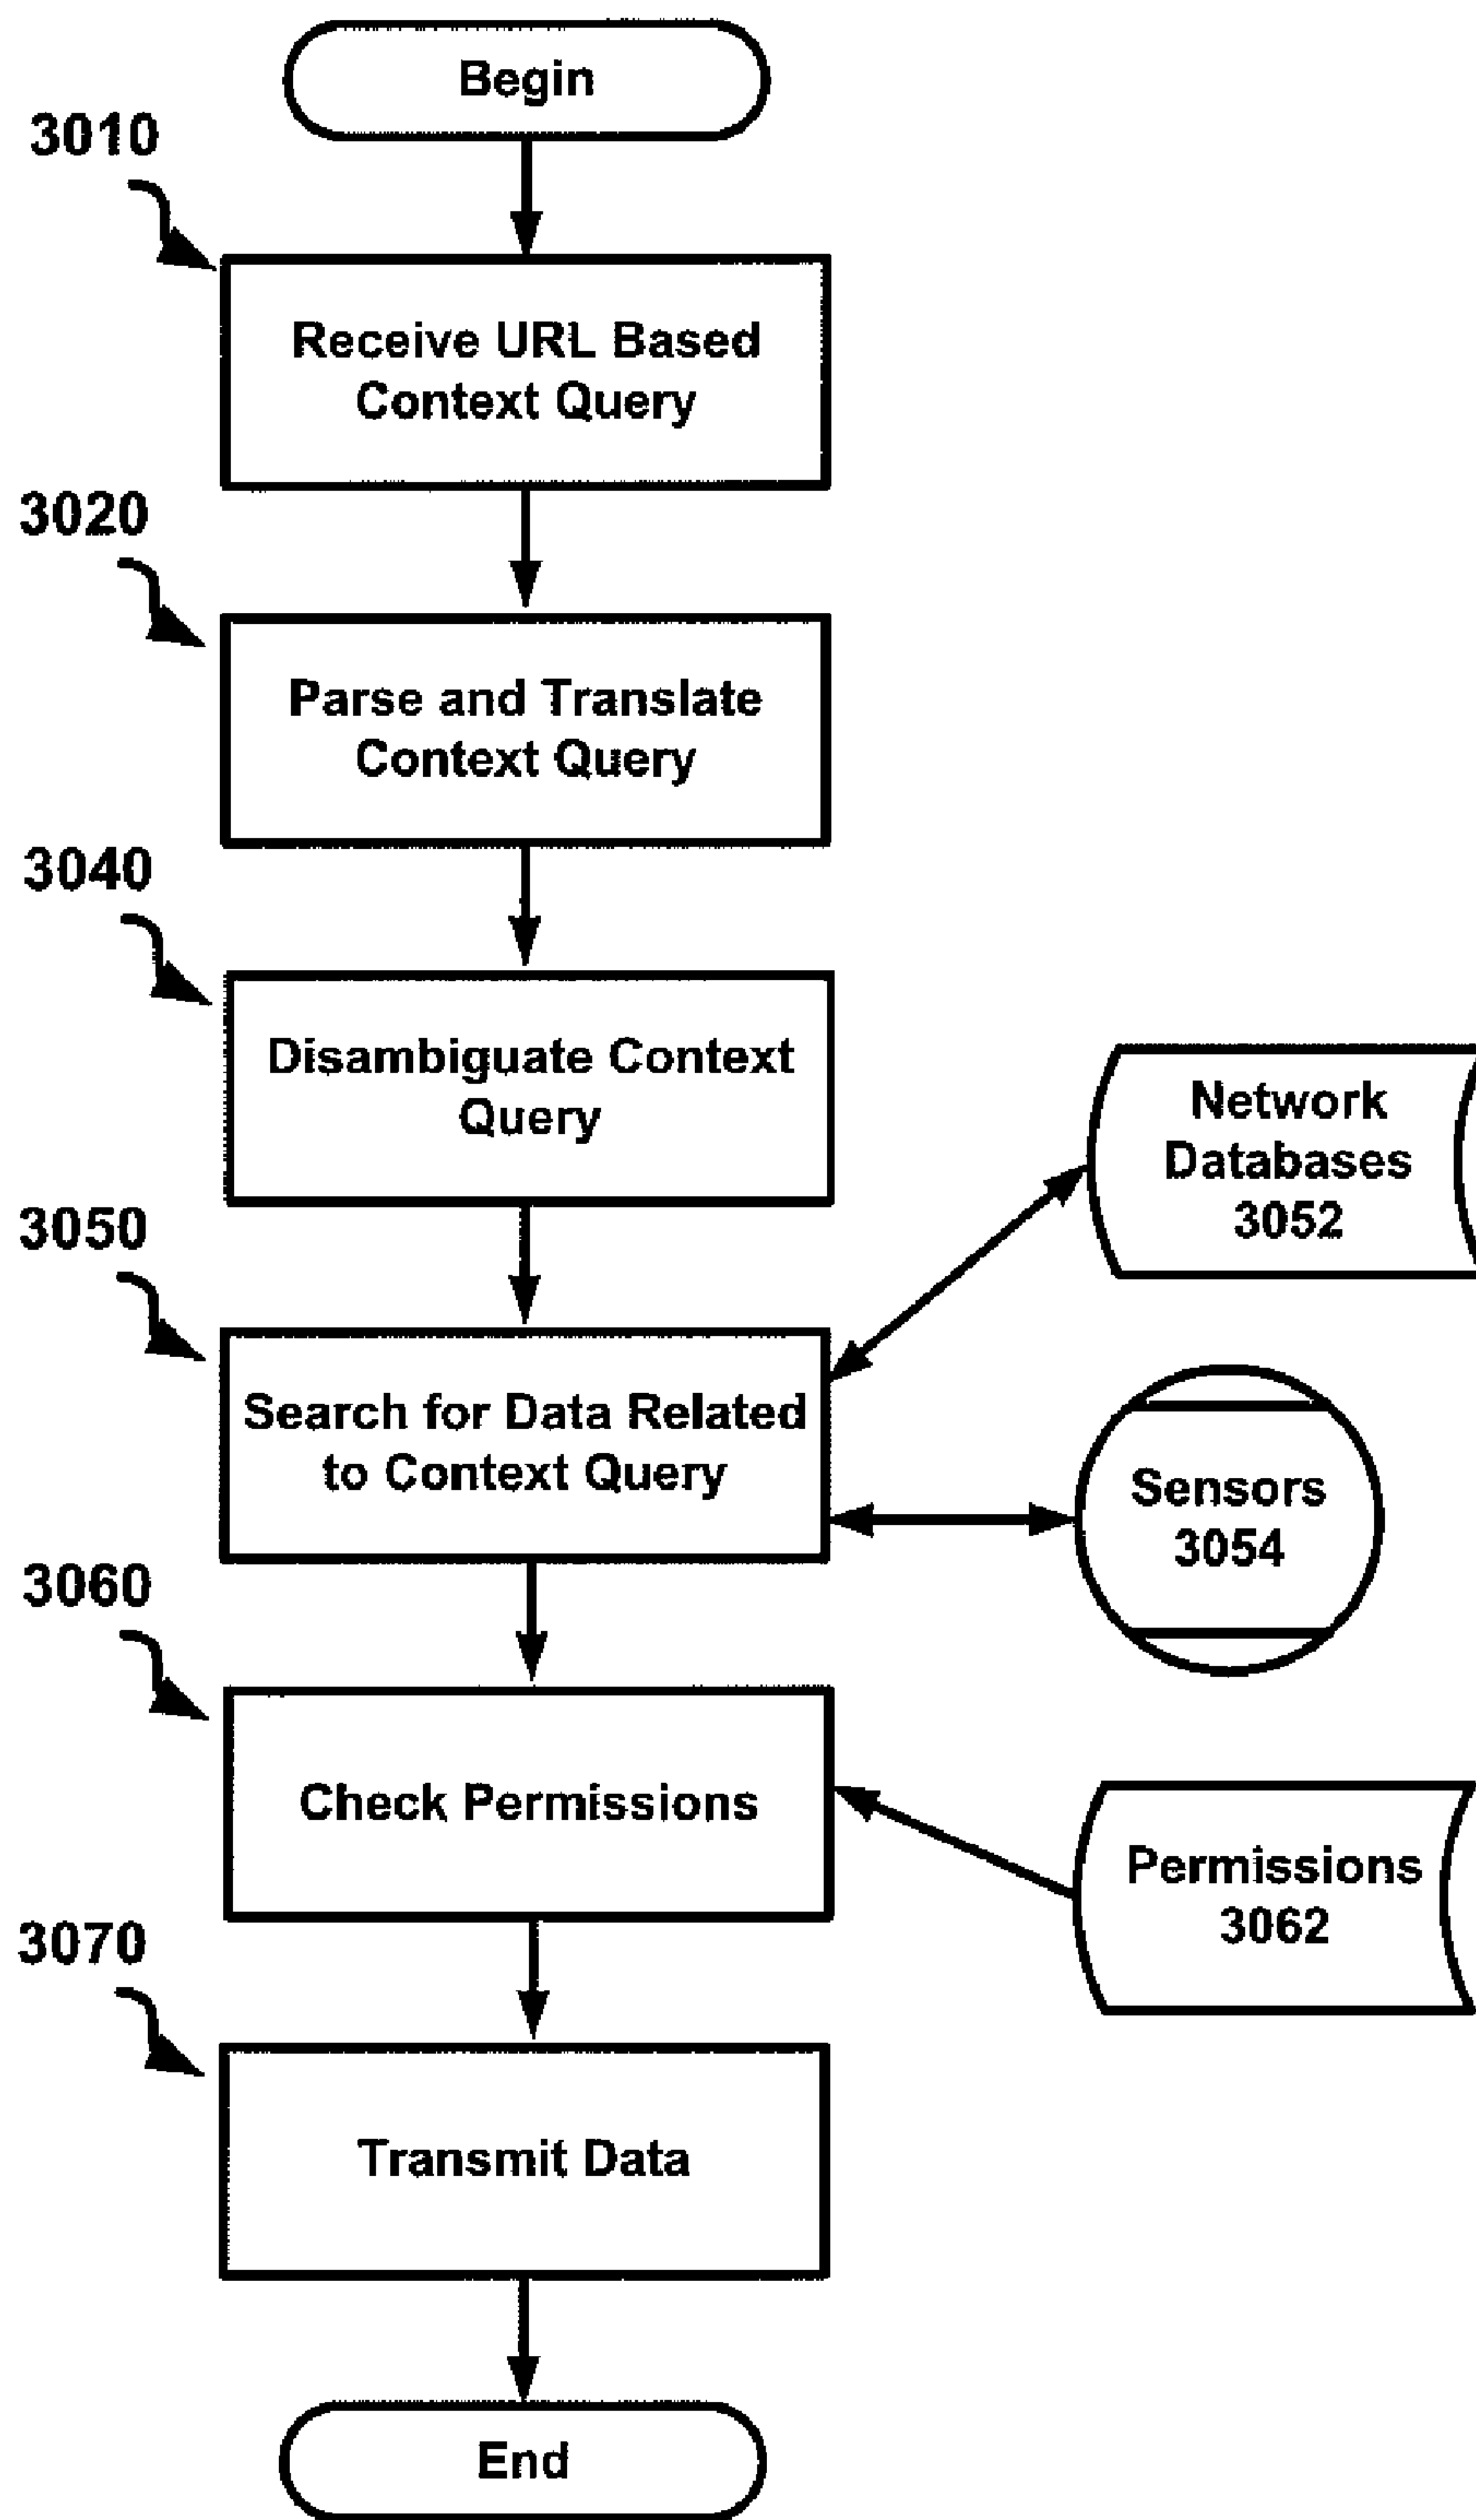 Begin
3010
Receive URL Based
Context Query
3020
Parse and Translate
Context Query
3040
Disambiguate Context
Query
Network
Databases
3052
3050
Search for Data Related
to Context Query
Sensors
3054
3060
Check Permissions
Permissions
3062
3070
Transmit Data
End